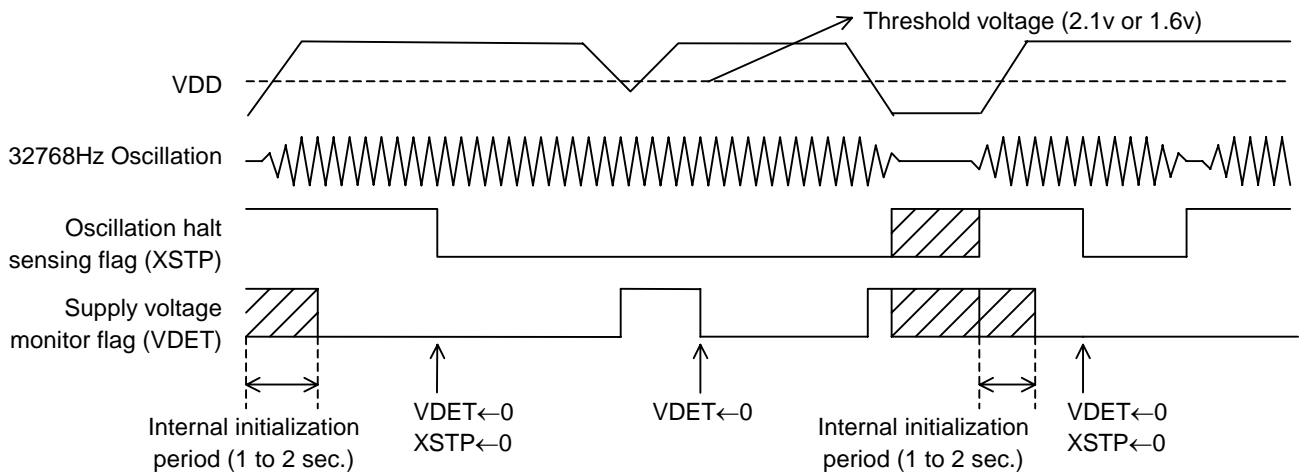 Threshold voltage (2.1v or 1.6v)
VDD
32768Hz Oscillation
Oscillation halt
sensing flag (XSTP)
Supply voltage
monitor flag (VDET)
Internal initialization
period (1 to 2 sec.)
VDET←0
XSTP←0
VDET←0
Internal initialization
period (1 to 2 sec.)
VDET←0
XSTP←0